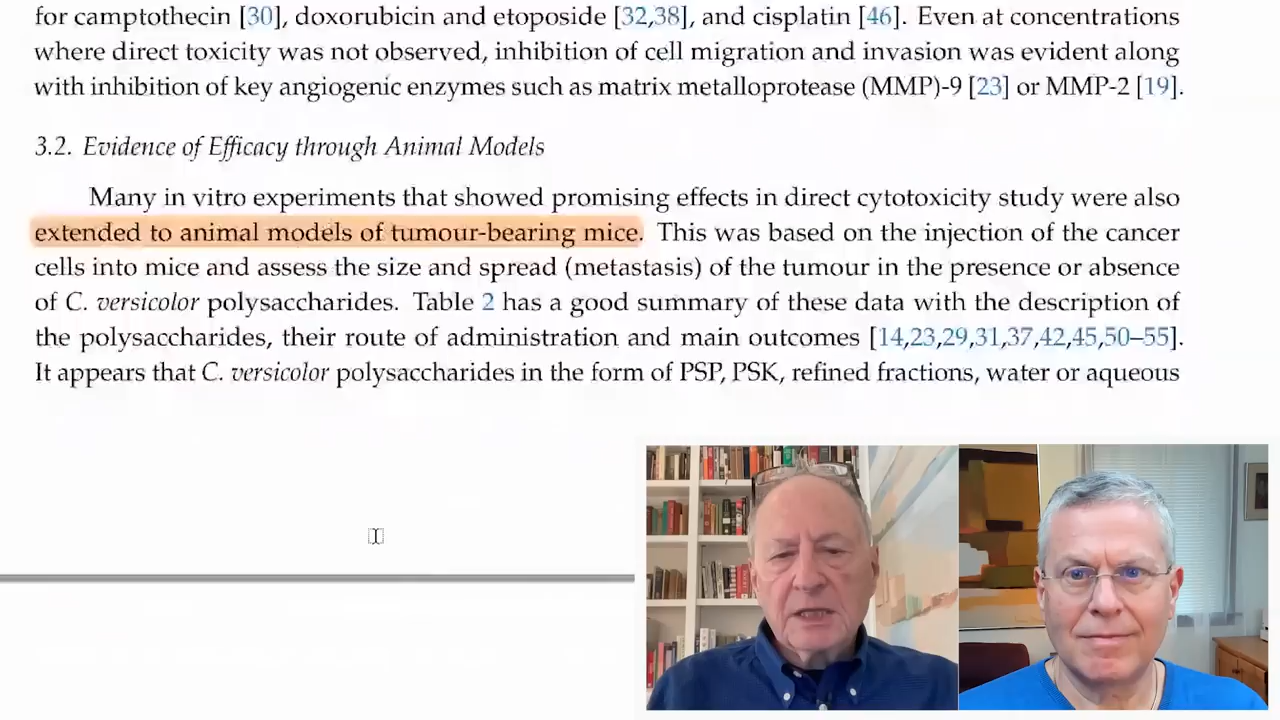 for camptothecin [30], doxorubicin and etoposide [32,38], and cisplatin [46]. Even at concentrations
where direct toxicity was not observed, inhibition of cell migration and invasion was evident along
with inhibition of key angiogenic enzymes such as matrix metalloprotease (MMP)-9 [23] or MMP-2 [19].
3.2. Evidence of Efficacy through Animal Models
Many in vitro experiments that showed promising effects in direct cytotoxicity study were also
extended to animal models of tumour-bearing mice. This was based on the injection of the cancer
cells into mice and assess the size and spread (metastasis) of the tumour in the presence or absence
of C. versicolor polysaccharides. Table 2 has a good summary of these data with the description of
the polysaccharides, their route of administration and main outcomes [14,23,29,31,37,42,45,50–55].
It appears that C. versicolor polysaccharides in the form of PSP, PSK, refined fractions, water or aqueous